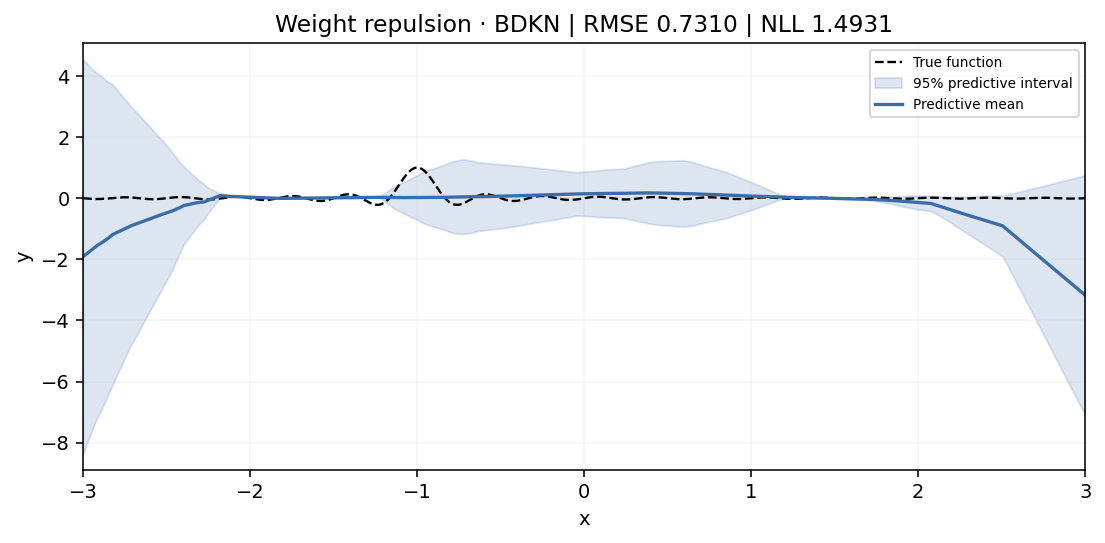 Weight repulsion · BDKN | RMSE 0.7310 | NLL 1.4931
True function
95% predictive interval
Predictive mean
4
2
0
−2
−4
−6
−8
y
−3
−2
−1
0
1
2
3
x